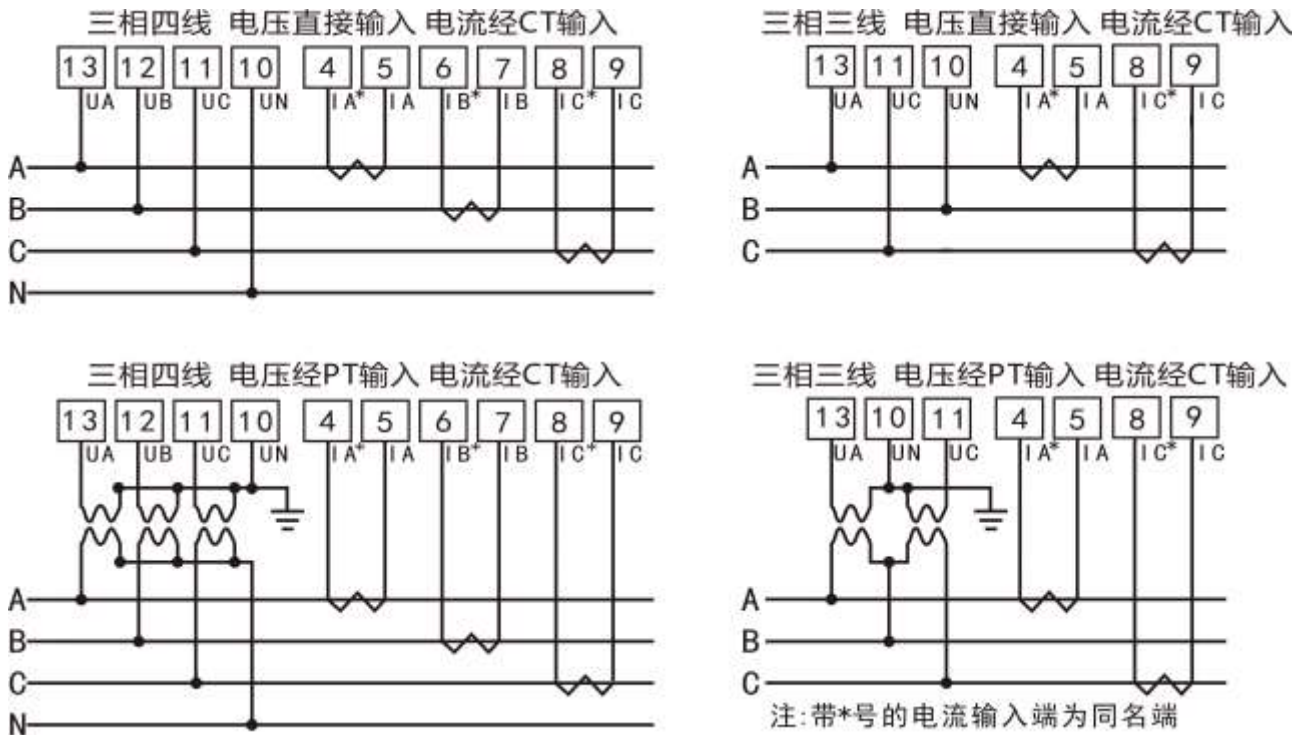 三相四线 电压直接输入 电流经CT输入
13 12 11 10 4 5 6 7 8 9
UA UB UC UN IA* IA IB* IB IC* IC
A
B
C
N
三相三线 电压直接输入 电流经CT输入
13 11 10 4 5 8 9
UA UC UN IA* IA IC* IC
A
B
C
三相四线 电压经PT输入 电流经CT输入
13 12 11 10 4 5 6 7 8 9
UA UB UC UN IA* IA IB* IB IC* IC
A
B
C
N
三相三线 电压经PT输入 电流经CT输入
13 10 11 4 5 8 9
UA UN UC IA* IA IC* IC
A
B
C
注:带*号的电流输入端为同名端